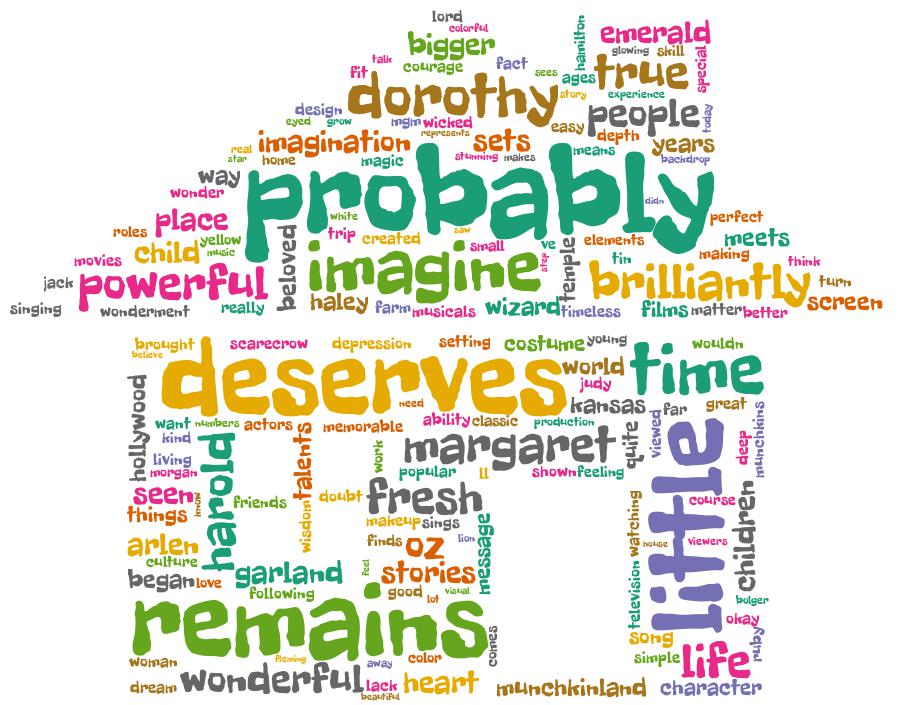 lord
colorful
bigger
hamilton
emerald
talk
courage
fact
glowing
skill
fit
sees
ages
true
special
dorothy
story
experience
design
people
today
eyed
grow
mgm
wicked
easy
depth
represents
imagination
sets
years
real
means
star
home
magic
stunning
makes
backdrop
way
probably
wonder
didn
place
white
perfect
roles
beloved
trip
created
saw
child
yellow
small
ve
elements
meets
music
imagine
step
temple
tin
making
movies
think
jack
powerful
brilliantly
turn
singing
wonderment
really
haley
farm
musicals
wizard
timeless
films
matter
better
screen
brought
scarecrow
depression
setting
costume
young
wouldn
believe
deserves
world
time
judy
hollywood
need
kansas
far
great
want
numbers
actors
memorable
ability
classic
production
kind
harold
talents
work
margaret
quite
viewed
little
deep
munchkins
living
morgan
popular
ll
shown
feeling
seen
know
friends
wisdom
doubt
fresh
watching
course
children
things
makeup
sings
message
arlen
finds
oz
lion
house
viewers
culture
began
love
garland
feel
stories
television
following
good
lot
visual
bolger
remains
okay
song
ruby
comes
woman
fleming
away
color
simple
life
dream
wonderful
lack
heart
beautiful
munchkinland
character